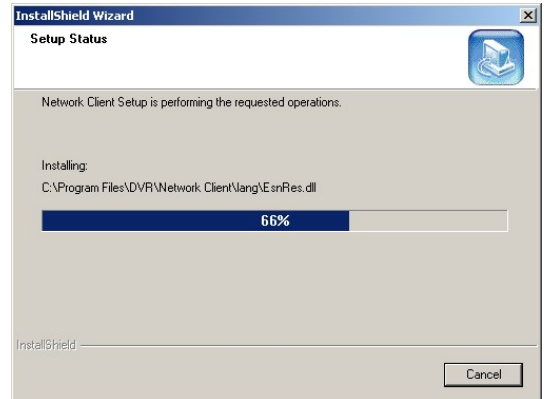 InstallShield Wizard
Setup Status
Network Client Setup is performing the requested operations.
Installing:
C:\Program Files\DVR\Network Client\lang\EsnRes.dll
66%
InstallShield
Cancel